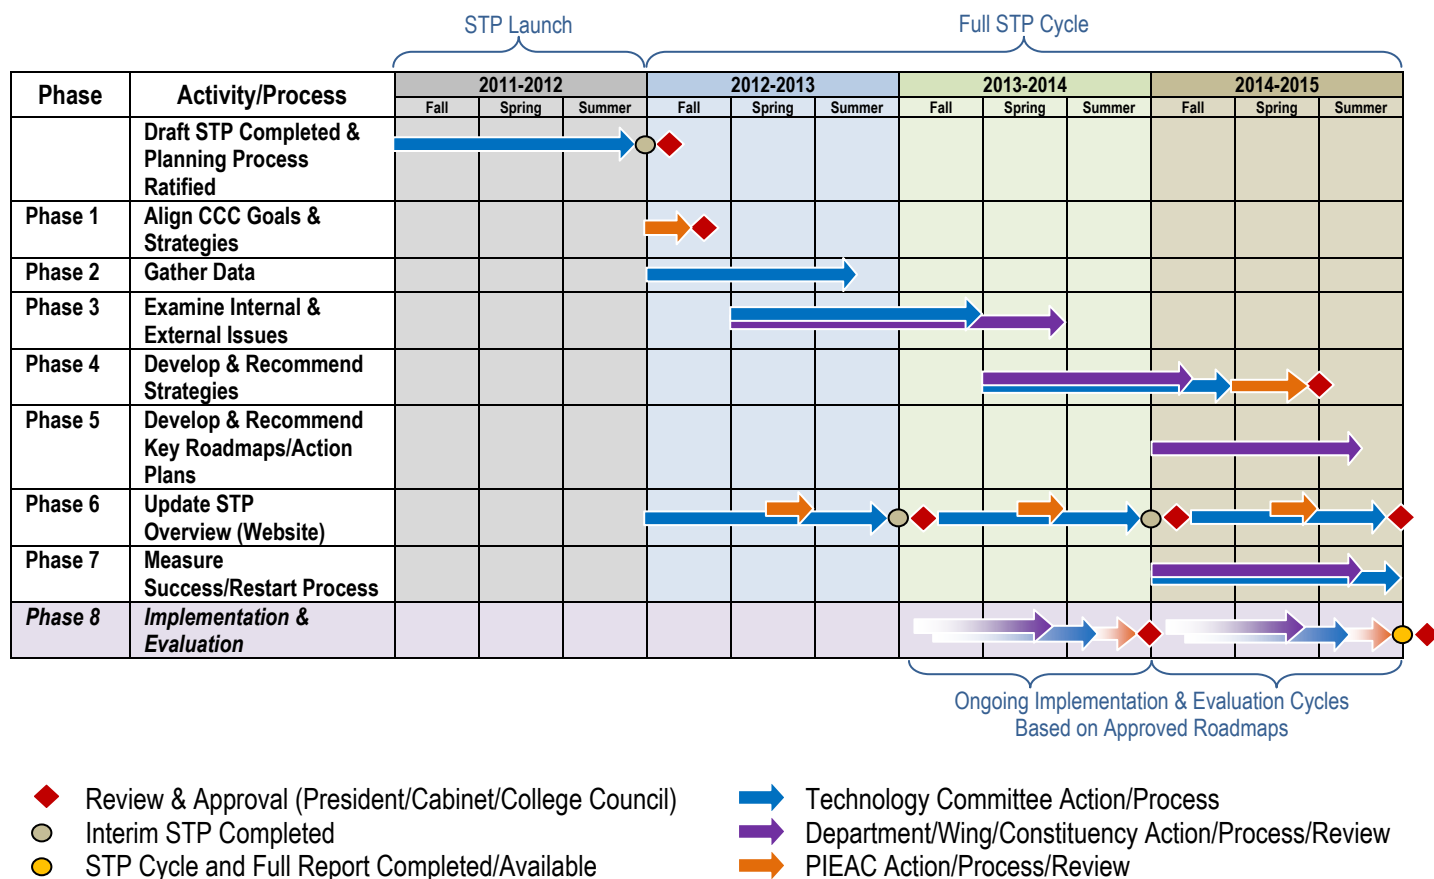 STP Launch
Full STP Cycle
Phase
Activity/Process
2011-2012
2012-2013
2013-2014
2014-2015
Fall
Spring
Summer
Fall
Spring
Summer
Fall
Spring
Summer
Fall
Spring
Summer
Draft STP Completed &
Planning Process
Ratified
Phase 1
Align CCC Goals &
Strategies
Phase 2
Gather Data
Phase 3
Examine Internal &
External Issues
Phase 4
Develop & Recommend
Strategies
Phase 5
Develop & Recommend
Key Roadmaps/Action
Plans
Phase 6
Update STP
Overview (Website)
Phase 7
Measure
Success/Restart Process
Phase 8
Implementation &
Evaluation
Ongoing Implementation & Evaluation Cycles
Based on Approved Roadmaps
Review & Approval (President/Cabinet/College Council)
Interim STP Completed
STP Cycle and Full Report Completed/Available
Technology Committee Action/Process
Department/Wing/Constituency Action/Process/Review
PIEAC Action/Process/Review